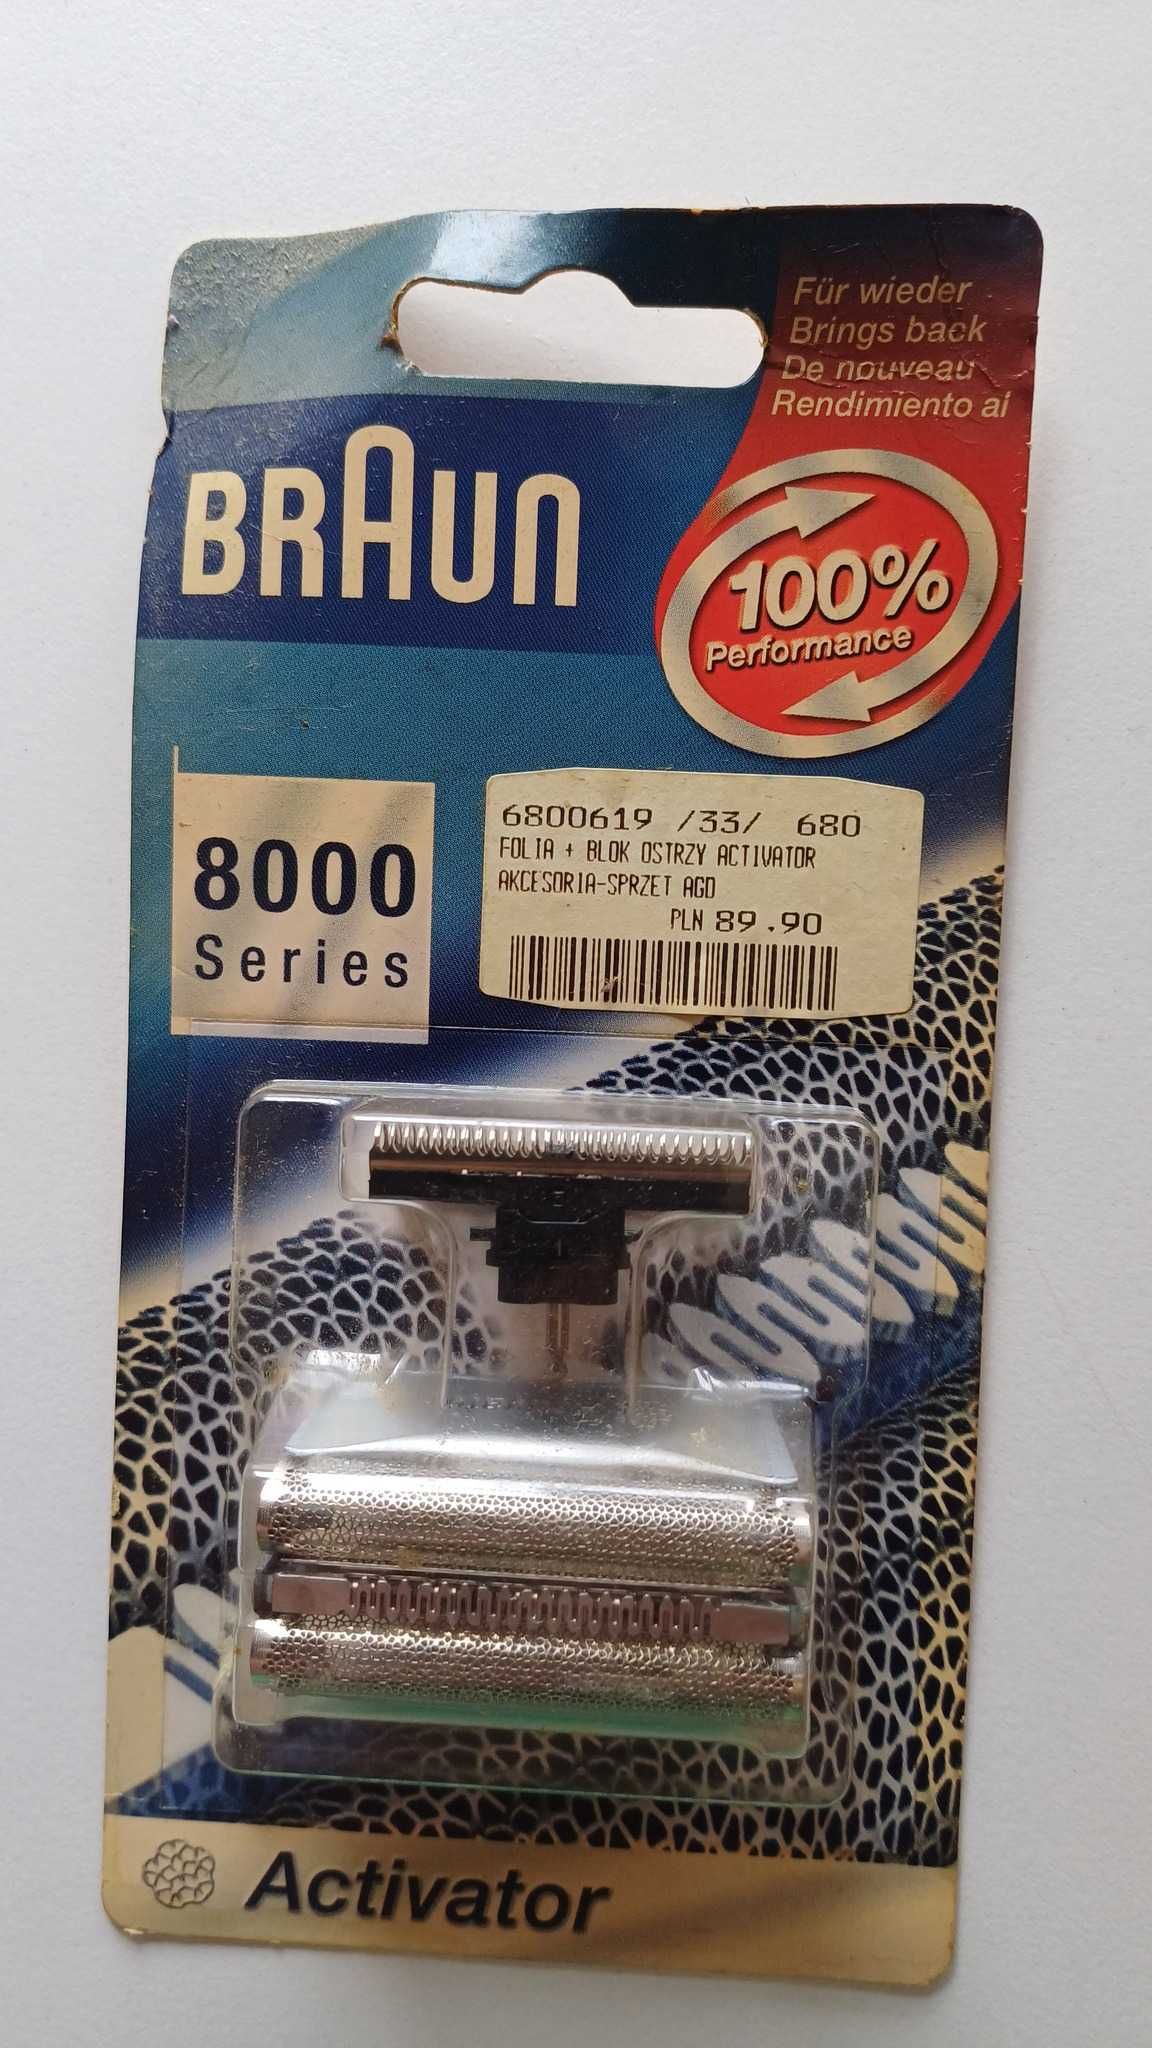 Für wieder
Brings back
De nouveau
Rendimiento al
BRAUN
100%
Performance
8000
Series
6800619 /33/ 680
FOLIA + BLOK OSTRZY ACTIVATOR
AKCESORIA-SPRZET AGD
PLN 89.90
Activator